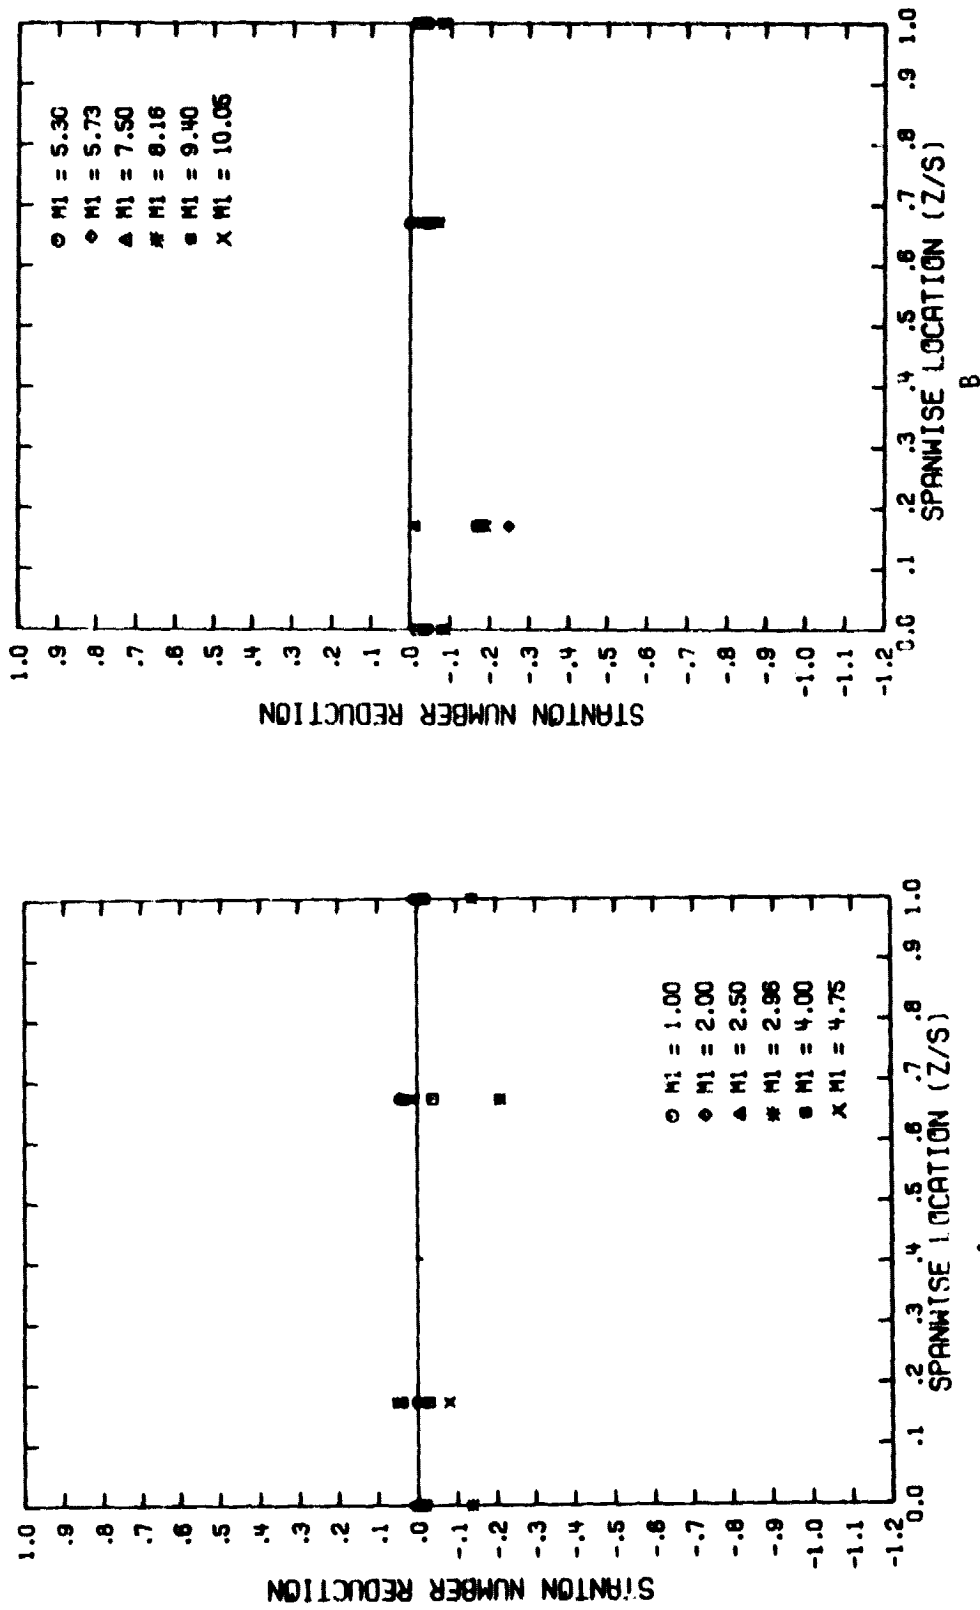 STANTON NUMBER REDUCTION
1.0
.9
.8
.7
.6
.5
.4
.3
.2
.1
.0
-.1
-.2
-.3
-.4
-.5
-.6
-.7
-.8
-.9
-1.0
-1.1
-1.2
M1 = 1.00
M1 = 2.00
M1 = 2.50
M1 = 2.96
M1 = 4.00
M1 = 4.75
0.0 .1 .2 .3 .4 .5 .6 .7 .8 .9 1.0
SPANWISE LOCATION (Z/S)
STANTON NUMBER REDUCTION
1.0
.9
.8
.7
.6
.5
.4
.3
.2
.1
.0
-.1
-.2
-.3
-.4
-.5
-.6
-.7
-.8
-.9
-1.0
-1.1
-1.2
M1 = 5.30
M1 = 5.73
M1 = 7.50
M1 = 8.16
M1 = 9.40
M1 = 10.05
0.0 .1 .2 .3 .4 .5 .6 .7 .8 .9 1.0
SPANWISE LOCATION (Z/S)
B